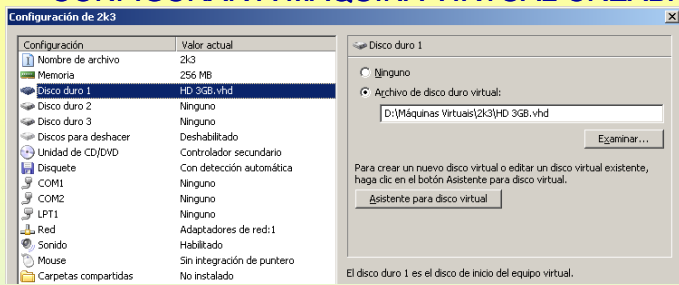 CONFIGURAR A MÁQUINA VIRTUAL CREADA
Configuración de 2k3
Configuración Valor actual
Nombre de archivo 2k3
Memoria 256 MB
Disco duro 1 HD 3GB.vhd
Disco duro 2 Ninguno
Disco duro 3 Ninguno
Discos para deshacer Deshabilitado
Unidad de CD/DVD Controlador secundario
Disquete Con detección automática
COM1 Ninguno
COM2 Ninguno
LPT1 Ninguno
Red Adaptadores de red:1
Sonido Habilitado
Mouse Sin integración de puntero
Carpetas compartidas No instalado
Disco duro 1
Ninguno
Archivo de disco duro virtual:
D:\Máquinas Virtuais\2k3\HD 3GB.vhd
Examinar...
Para crear un nuevo disco virtual o editar un disco virtual existente,
haga clic en el botón Asistente para disco virtual.
Asistente para disco virtual
El disco duro 1 es el disco de inicio del equipo virtual.